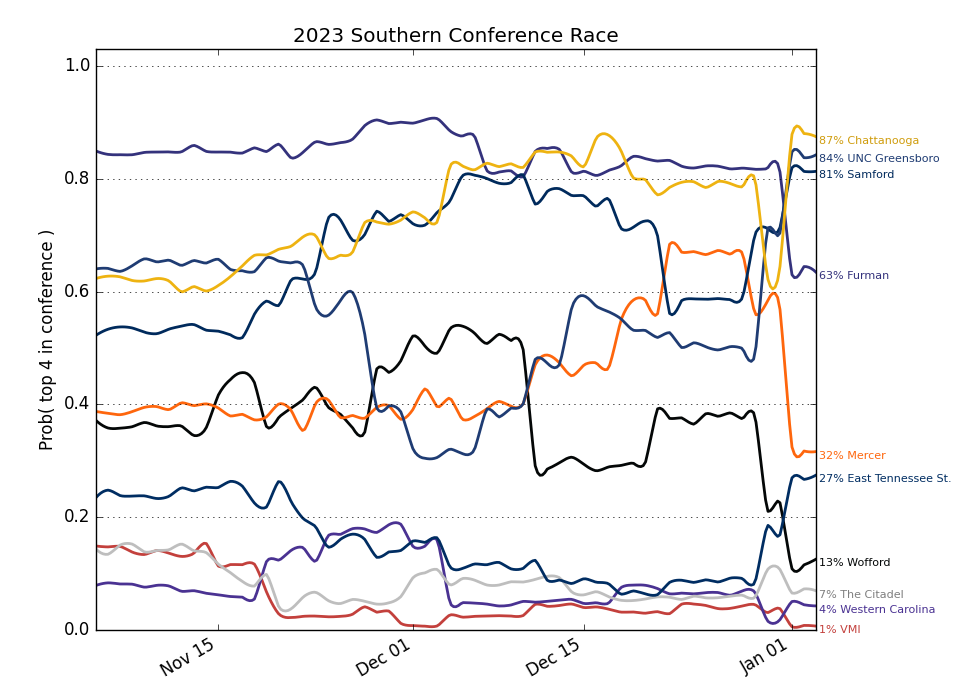 2023 Southern Conference Race
1.0
0.8
0.6
0.4
0.2
0.0
Prob( top 4 in conference )
Nov 15
Dec 01
Dec 15
Jan 01
87% Chattanooga
84% UNC Greensboro
81% Samford
63% Furman
32% Mercer
27% East Tennessee St.
13% Wofford
7% The Citadel
4% Western Carolina
1% VMI